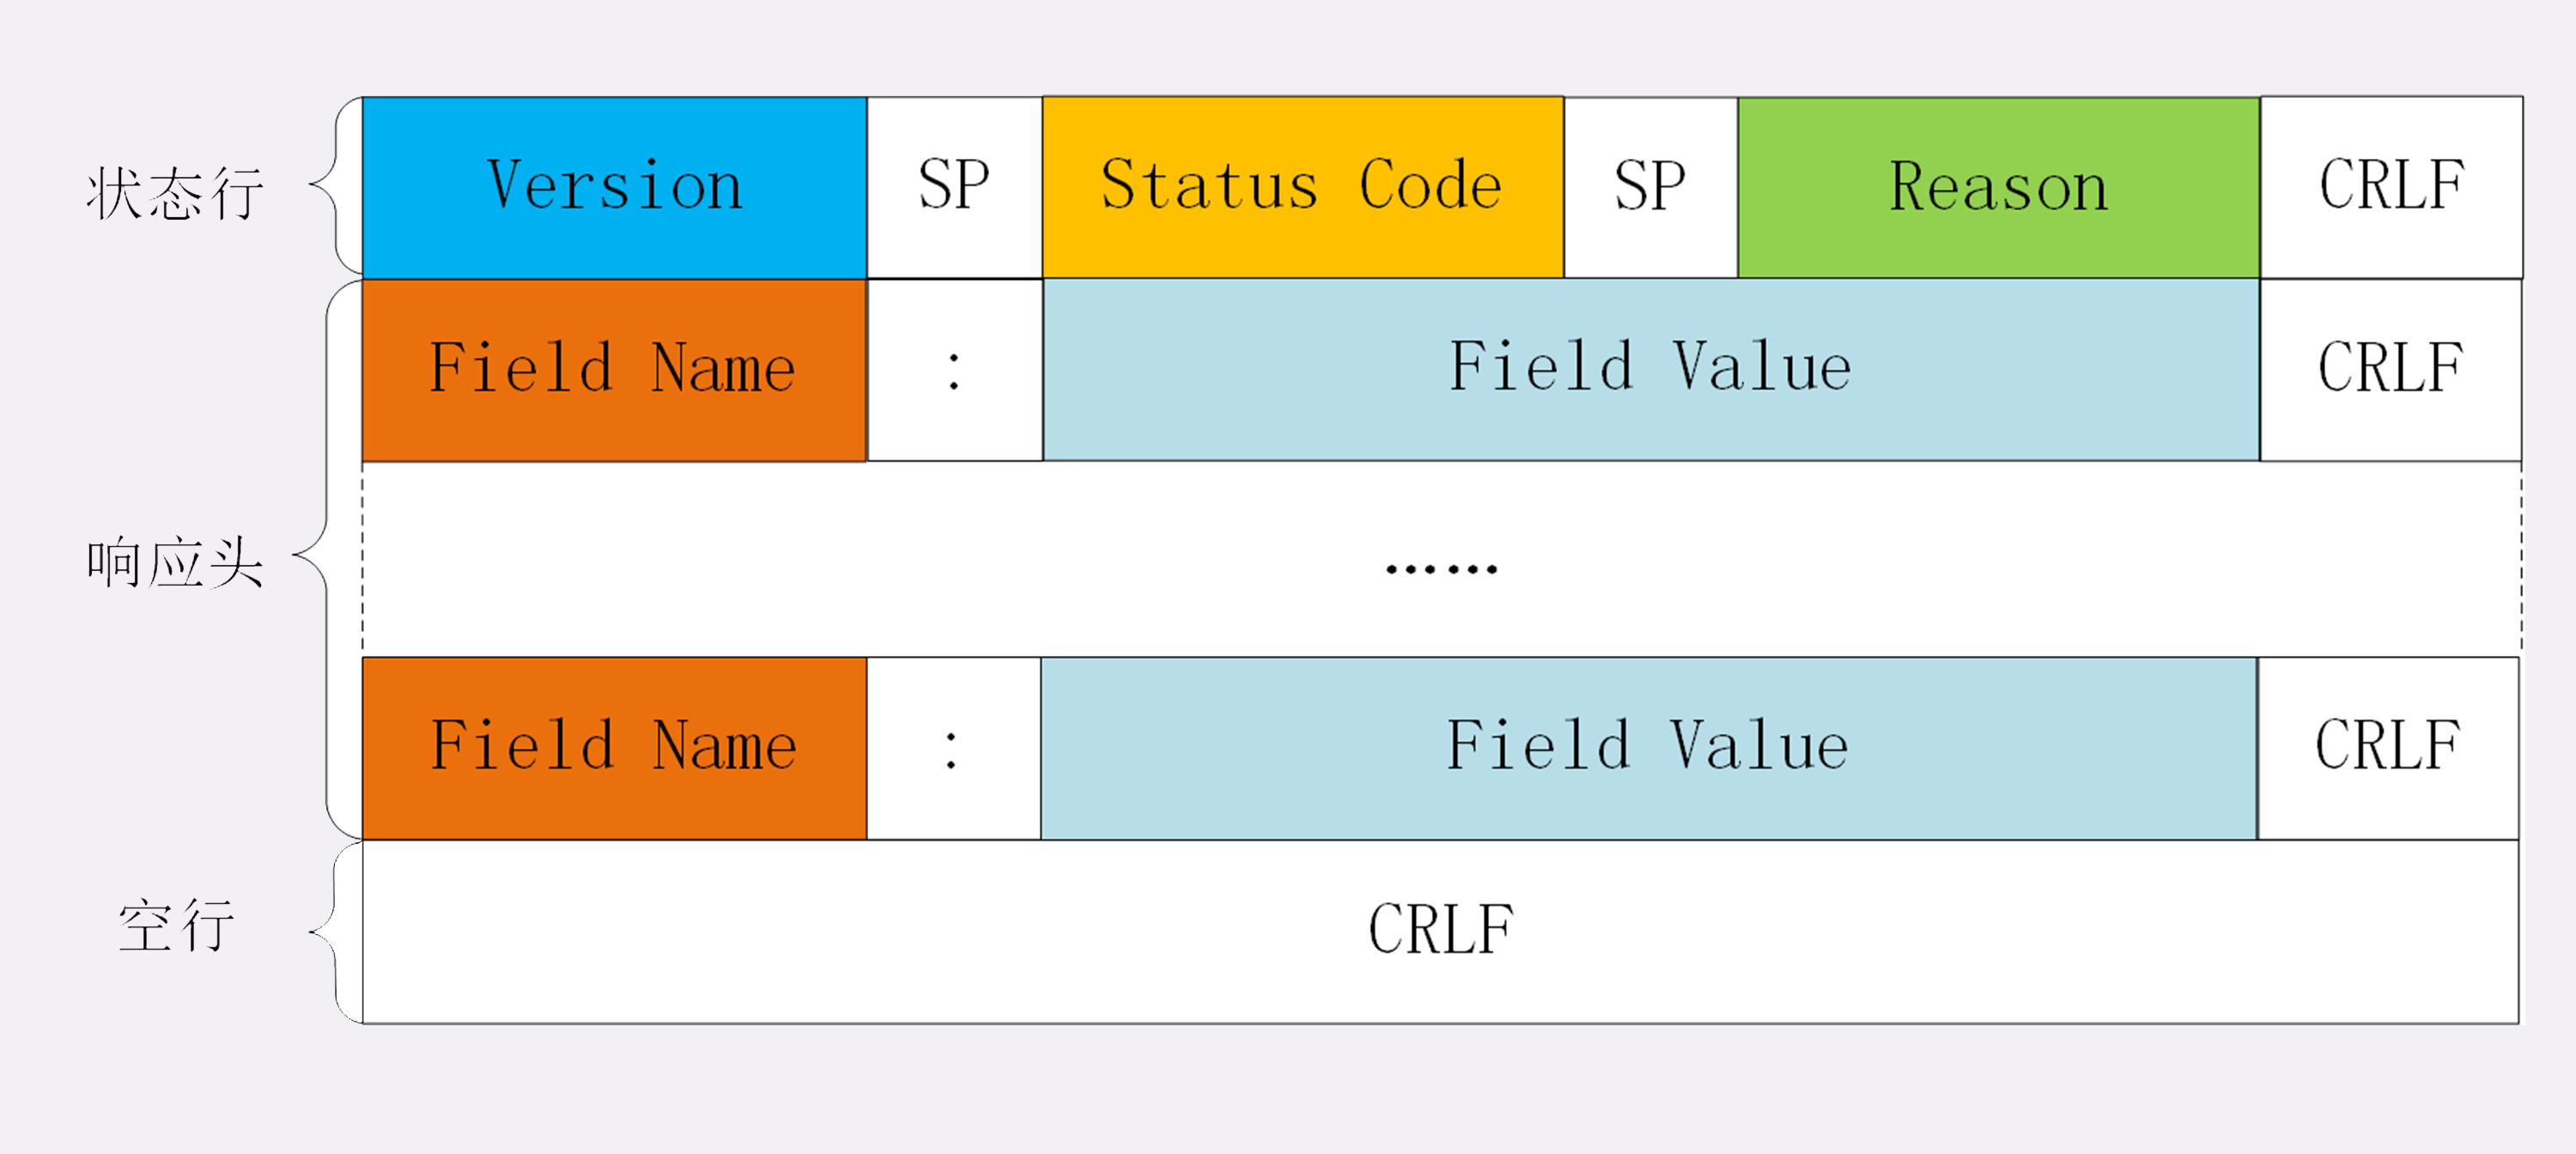 状态行 Version SP Status Code SP Reason CRLF
Field Name : Field Value CRLF
响应头 ······
Field Name : Field Value CRLF
空行 CRLF